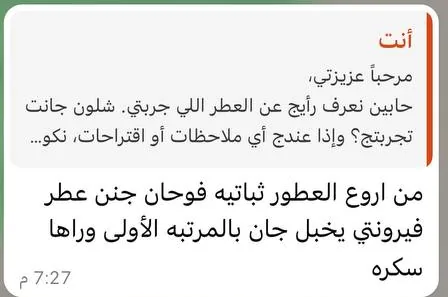 أنت
مرحباً عزيزتي،
حابين نعرف رأيج عن العطر اللي جربتي. شلون جانت
تجربتج؟ وإذا عندج أي ملاحظات أو اقتراحات، نكو...
من اروع العطور ثباتيه فوحان جنن عطر
فيرونتي يخبل جان بالمرتبه الأولى وراها
سكره
7:27 م